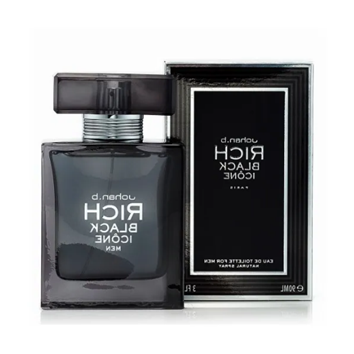 johan.b
RICH
BLACK
ICÔNE
MEN
johan.b
RICH
BLACK
ICÔNE
PARIS
EAU DE TOILETTE FOR MEN
NATURAL SPRAY
℮ 90ML
3 FL